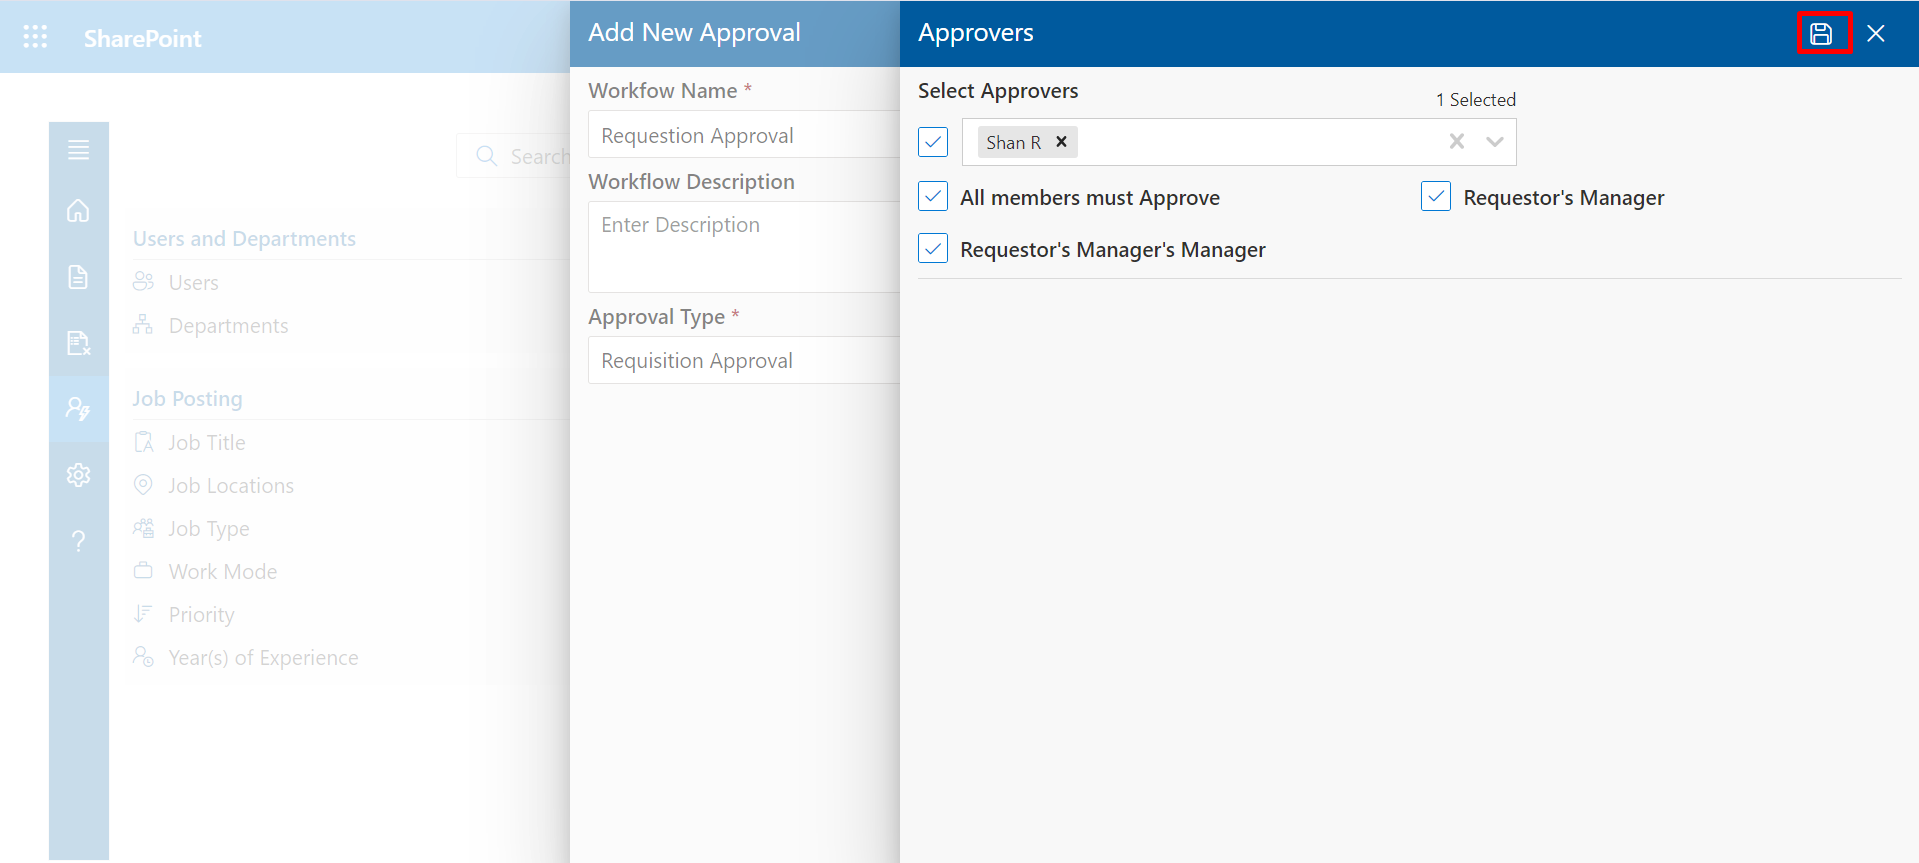 SharePoint
Search
Users and Departments
Users
Departments
Job Posting
Job Title
Job Locations
Job Type
Work Mode
Priority
Year(s) of Experience
Add New Approval
Workfow Name *
Requestion Approval
Workflow Description
Enter Description
Approval Type *
Requisition Approval
Approvers
Select Approvers
1 Selected
Shan R
All members must Approve
Requestor's Manager
Requestor's Manager's Manager